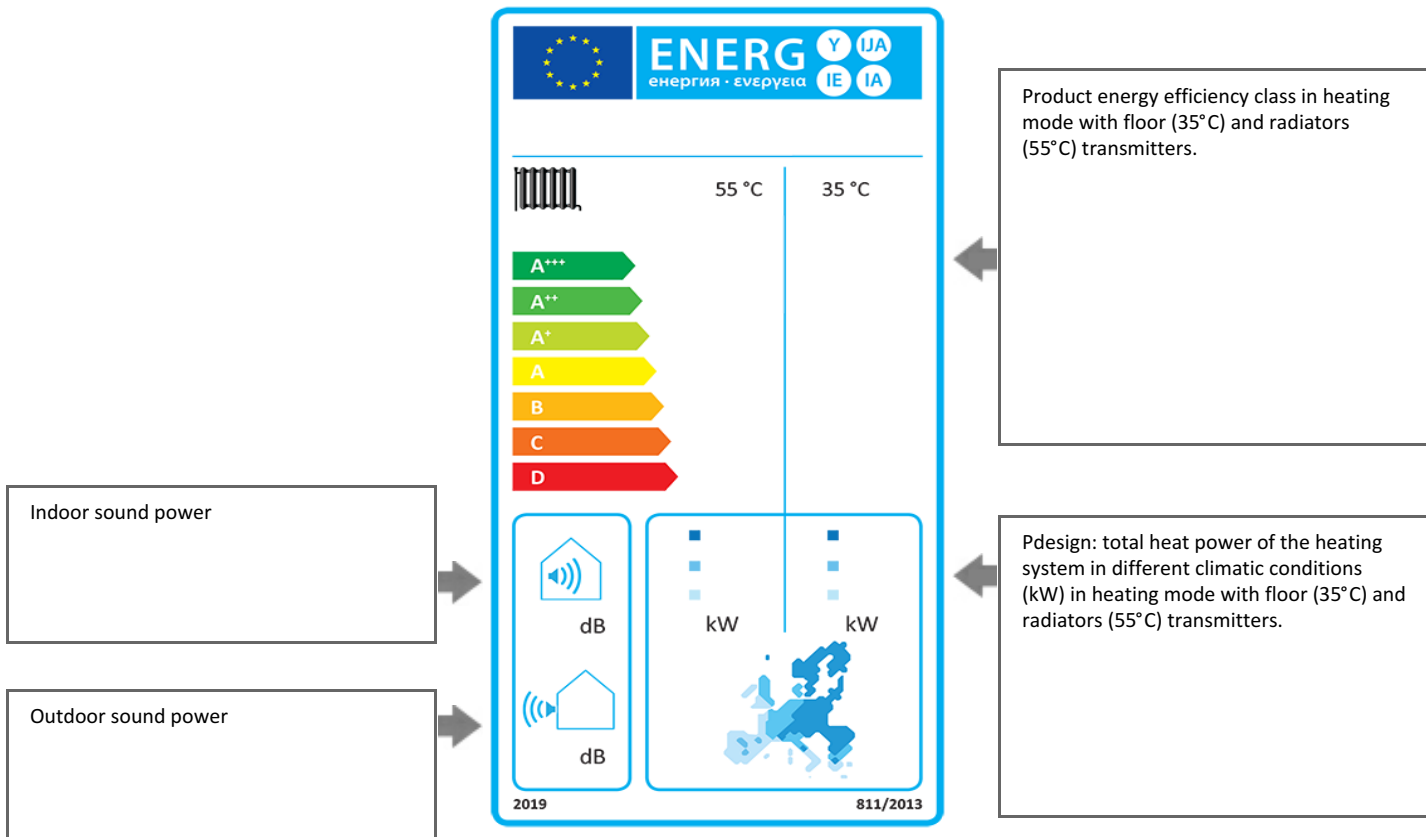 ENERG Y IJA
енергия · ενεργεια IE IA
55 °C 35 °C
A+++
A++
A+
A
B
C
D
dB
dB
kW kW
2019 811/2013
Product energy efficiency class in heating
mode with floor (35°C) and radiators
(55°C) transmitters.
Indoor sound power
Outdoor sound power
Pdesign: total heat power of the heating
system in different climatic conditions
(kW) in heating mode with floor (35°C) and
radiators (55°C) transmitters.